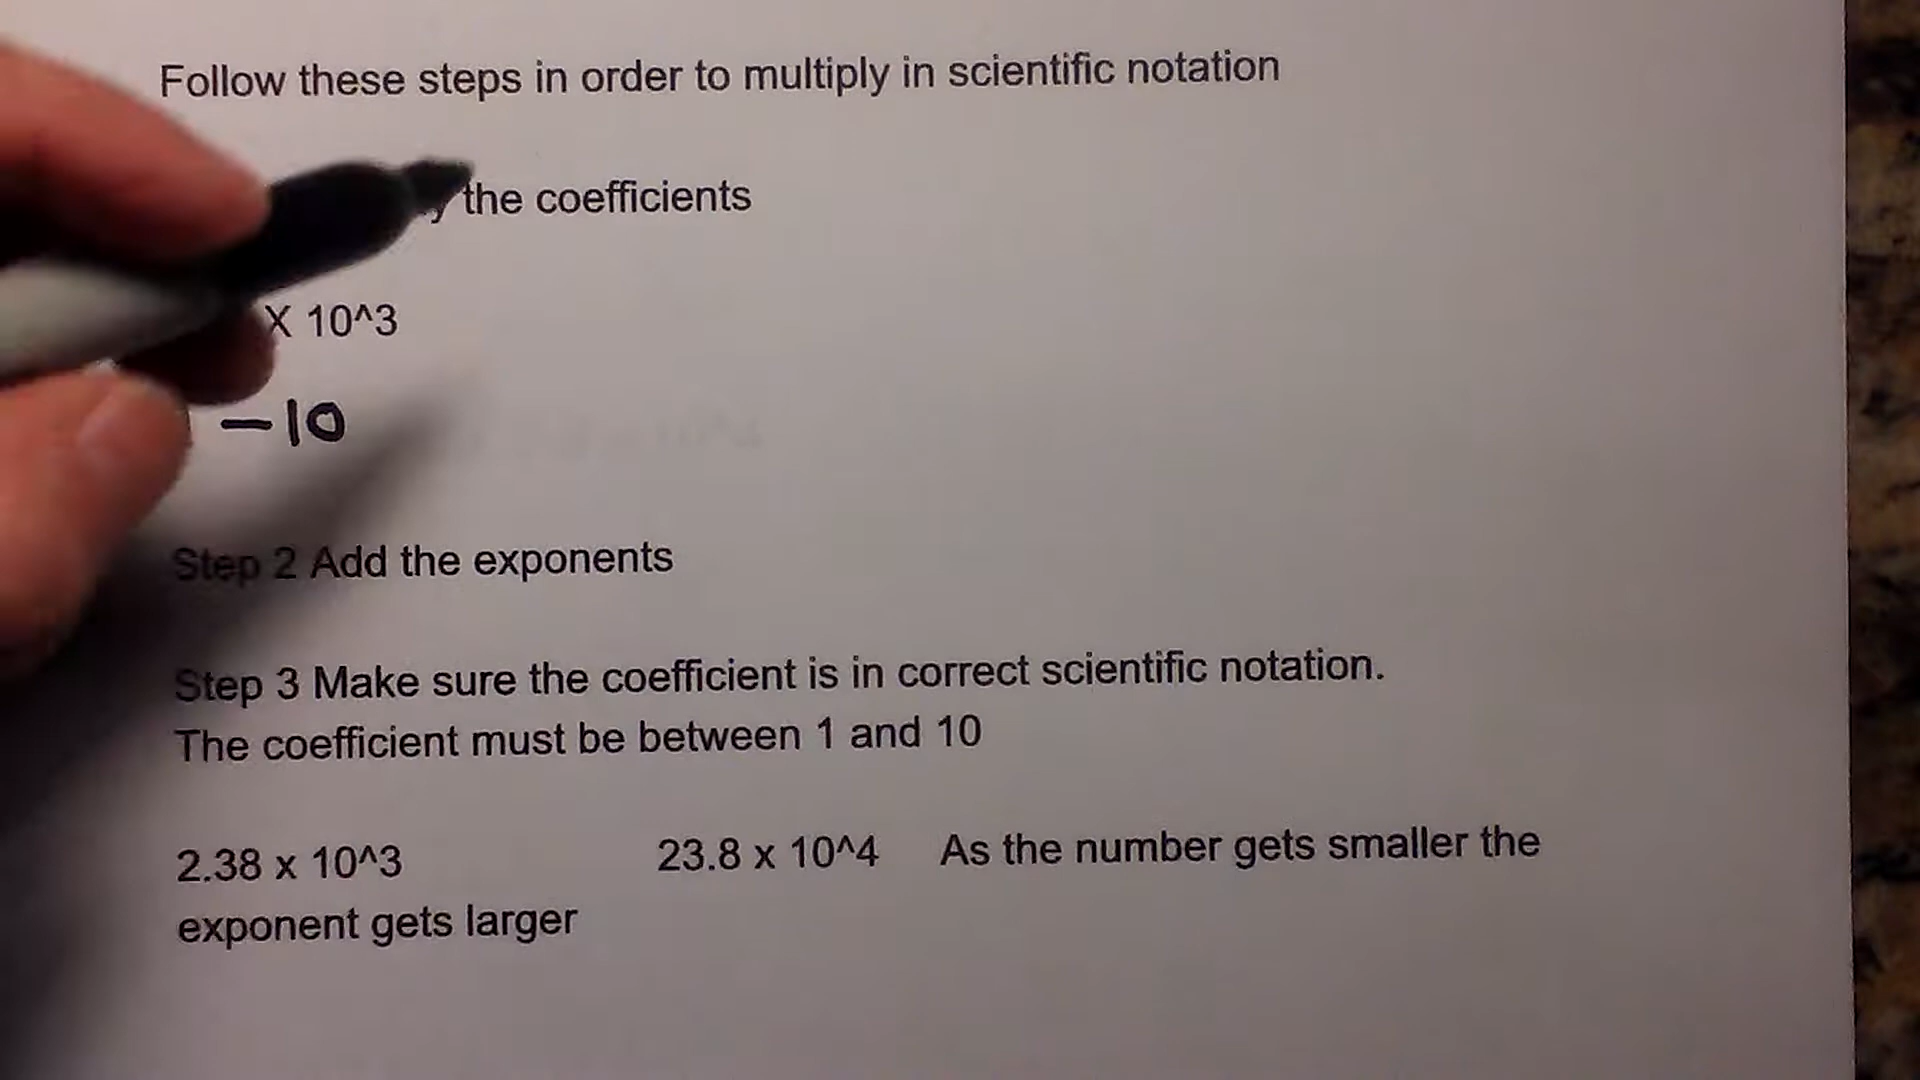 Follow these steps in order to multiply in scientific notation
the coefficients
X 10^3
–10
Step 2 Add the exponents
Step 3 Make sure the coefficient is in correct scientific notation.
The coefficient must be between 1 and 10
2.38 x 10^3 23.8 x 10^4 As the number gets smaller the
exponent gets larger